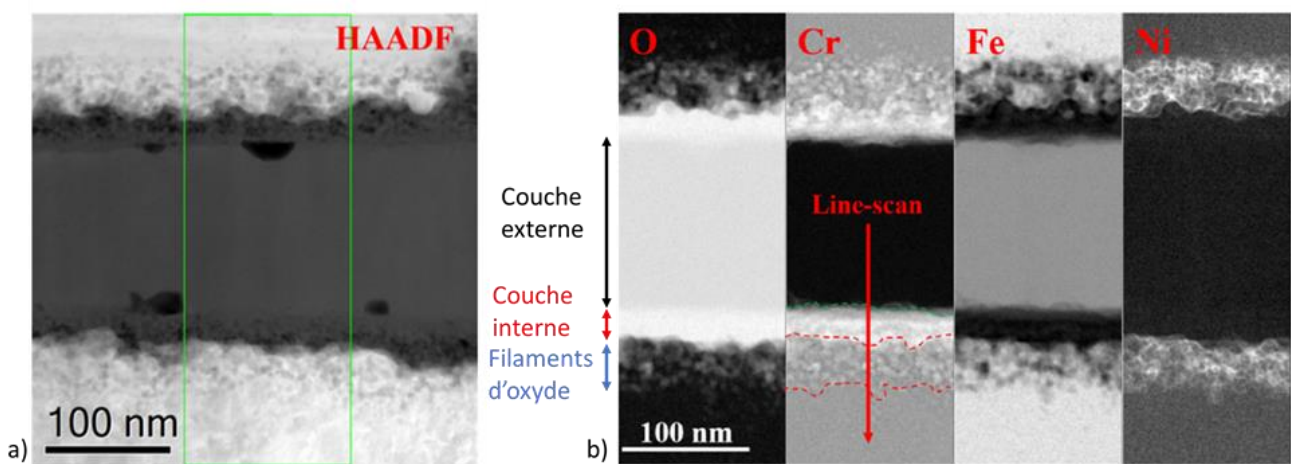 HAADF
100 nm
a)
Couche
externe
Couche
interne
Filaments
d'oxyde
O
Cr
Fe
Ni
Line-scan
100 nm
b)